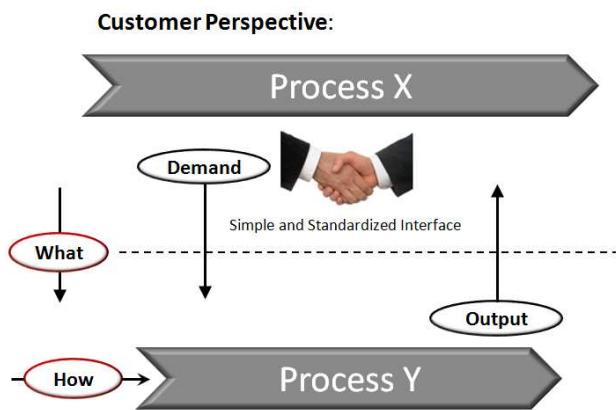 Customer Perspective:
Process X
Demand
Simple and Standardized Interface
What
Output
How
Process Y